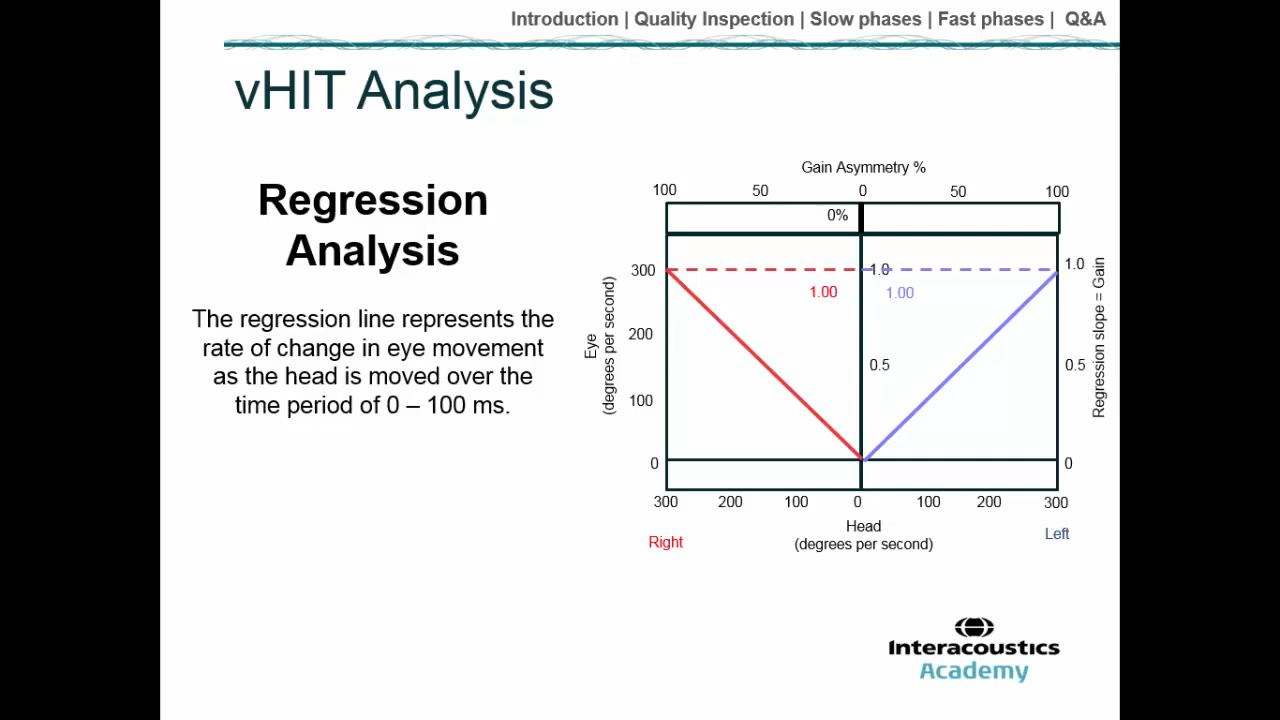 Introduction | Quality Inspection | Slow phases | Fast phases | Q&A
vHIT Analysis
Regression
Analysis
The regression line represents the
rate of change in eye movement
as the head is moved over the
time period of 0 – 100 ms.
Gain Asymmetry %
100 50 0 50 100
0%
300 1.0 1.0
1.00 1.00
200
0.5 0.5
100
0 0
Eye
(degrees per second)
Regression slope = Gain
300 200 100 0 100 200 300
Head
(degrees per second)
Right
Left
Interacoustics
Academy